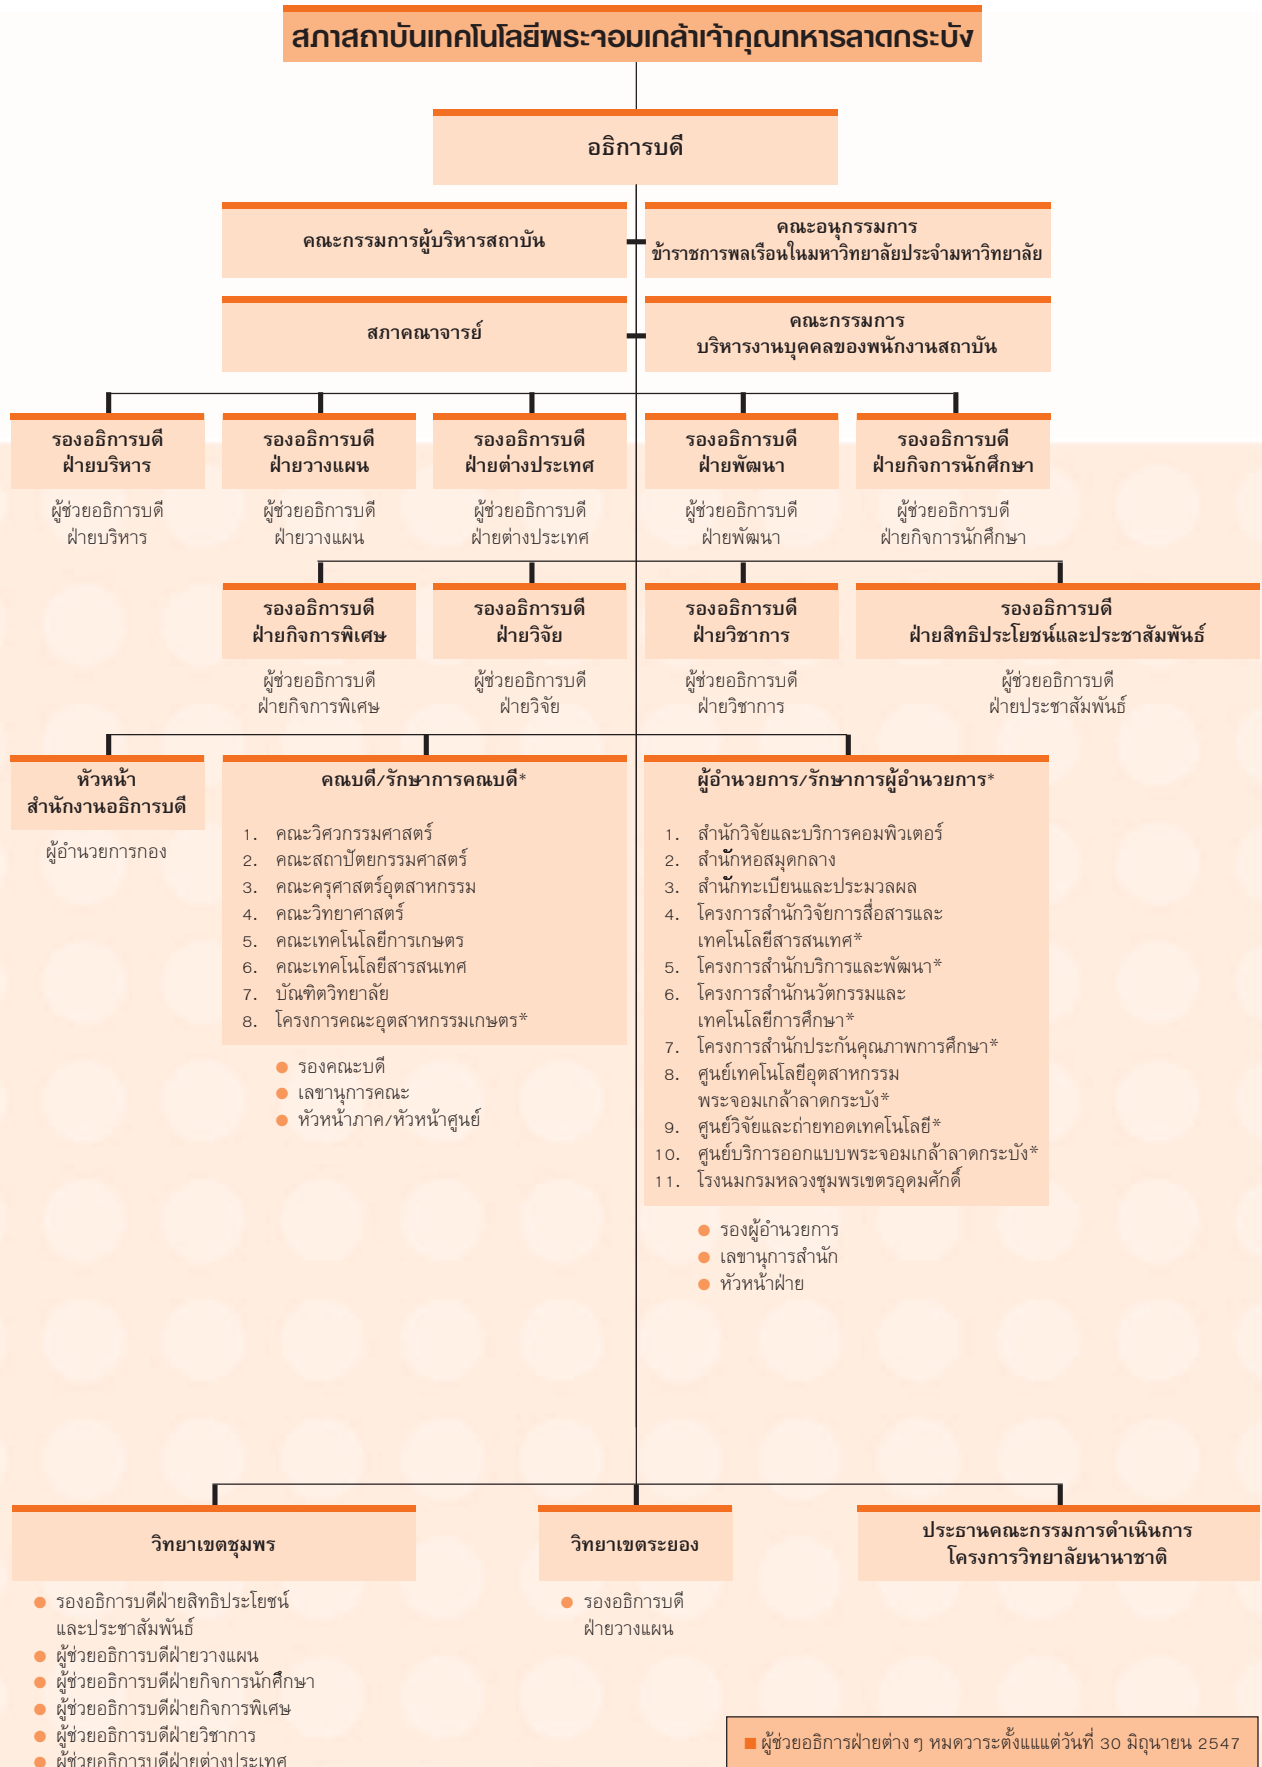 สภาสถาบันเทคโนโลยีพระจอมเกล้าเจ้าคุณทหารลาดกระบัง
อธิการบดี
คณะกรรมการผู้บริหารสถาบัน
คณะอนุกรรมการ
ข้าราชการพลเรือนในมหาวิทยาลัยประจำมหาวิทยาลัย
สภาคณาจารย์
คณะกรรมการ
บริหารงานบุคคลของพนักงานสถาบัน
รองอธิการบดี
ฝ่ายบริหาร
ผู้ช่วยอธิการบดี
ฝ่ายบริหาร
รองอธิการบดี
ฝ่ายวางแผน
ผู้ช่วยอธิการบดี
ฝ่ายวางแผน
รองอธิการบดี
ฝ่ายต่างประเทศ
ผู้ช่วยอธิการบดี
ฝ่ายต่างประเทศ
รองอธิการบดี
ฝ่ายพัฒนา
ผู้ช่วยอธิการบดี
ฝ่ายพัฒนา
รองอธิการบดี
ฝ่ายกิจการนักศึกษา
ผู้ช่วยอธิการบดี
ฝ่ายกิจการนักศึกษา
รองอธิการบดี
ฝ่ายกิจการพิเศษ
ผู้ช่วยอธิการบดี
ฝ่ายกิจการพิเศษ
รองอธิการบดี
ฝ่ายวิจัย
ผู้ช่วยอธิการบดี
ฝ่ายวิจัย
รองอธิการบดี
ฝ่ายวิชาการ
ผู้ช่วยอธิการบดี
ฝ่ายวิชาการ
รองอธิการบดี
ฝ่ายสิทธิประโยชน์และประชาสัมพันธ์
ผู้ช่วยอธิการบดี
ฝ่ายประชาสัมพันธ์
หัวหน้า
สำนักงานอธิการบดี
ผู้อำนวยการกอง
คณบดี/รักษาการคณบดี*
1. คณะวิศวกรรมศาสตร์
2. คณะสถาปัตยกรรมศาสตร์
3. คณะครุศาสตร์อุตสาหกรรม
4. คณะวิทยาศาสตร์
5. คณะเทคโนโลยีการเกษตร
6. คณะเทคโนโลยีสารสนเทศ
7. บัณฑิตวิทยาลัย
8. โครงการคณะอุตสาหกรรมเกษตร*
● รองคณะบดี
● เลขานุการคณะ
● หัวหน้าภาค/หัวหน้าศูนย์
ผู้อำนวยการ/รักษาการผู้อำนวยการ*
1. สำนักวิจัยและบริการคอมพิวเตอร์
2. สำนักหอสมุดกลาง
3. สำนักทะเบียนและประมวลผล
4. โครงการสำนักวิจัยการสื่อสารและ
เทคโนโลยีสารสนเทศ*
5. โครงการสำนักบริการและพัฒนา*
6. โครงการสำนักนวัตกรรมและ
เทคโนโลยีการศึกษา*
7. โครงการสำนักประกันคุณภาพการศึกษา*
8. ศูนย์เทคโนโลยีอุตสาหกรรม
พระจอมเกล้าลาดกระบัง*
9. ศูนย์วิจัยและถ่ายทอดเทคโนโลยี*
10. ศูนย์บริการออกแบบพระจอมเกล้าลาดกระบัง*
11. โรงนมกรมหลวงชุมพรเขตรอุดมศักดิ์
● รองผู้อำนวยการ
● เลขานุการสำนัก
● หัวหน้าฝ่าย
วิทยาเขตชุมพร
● รองอธิการบดีฝ่ายสิทธิประโยชน์
และประชาสัมพันธ์
● ผู้ช่วยอธิการบดีฝ่ายวางแผน
● ผู้ช่วยอธิการบดีฝ่ายกิจการนักศึกษา
● ผู้ช่วยอธิการบดีฝ่ายกิจการพิเศษ
● ผู้ช่วยอธิการบดีฝ่ายวิชาการ
● ผู้ช่วยอธิการบดีฝ่ายต่างประเทศ
วิทยาเขตระยอง
● รองอธิการบดี
ฝ่ายวางแผน
ประธานคณะกรรมการดำเนินการ
โครงการวิทยาลัยนานาชาติ
■ ผู้ช่วยอธิการฝ่ายต่าง ๆ หมดวาระตั้งแแแต่วันที่ 30 มิถุนายน 2547